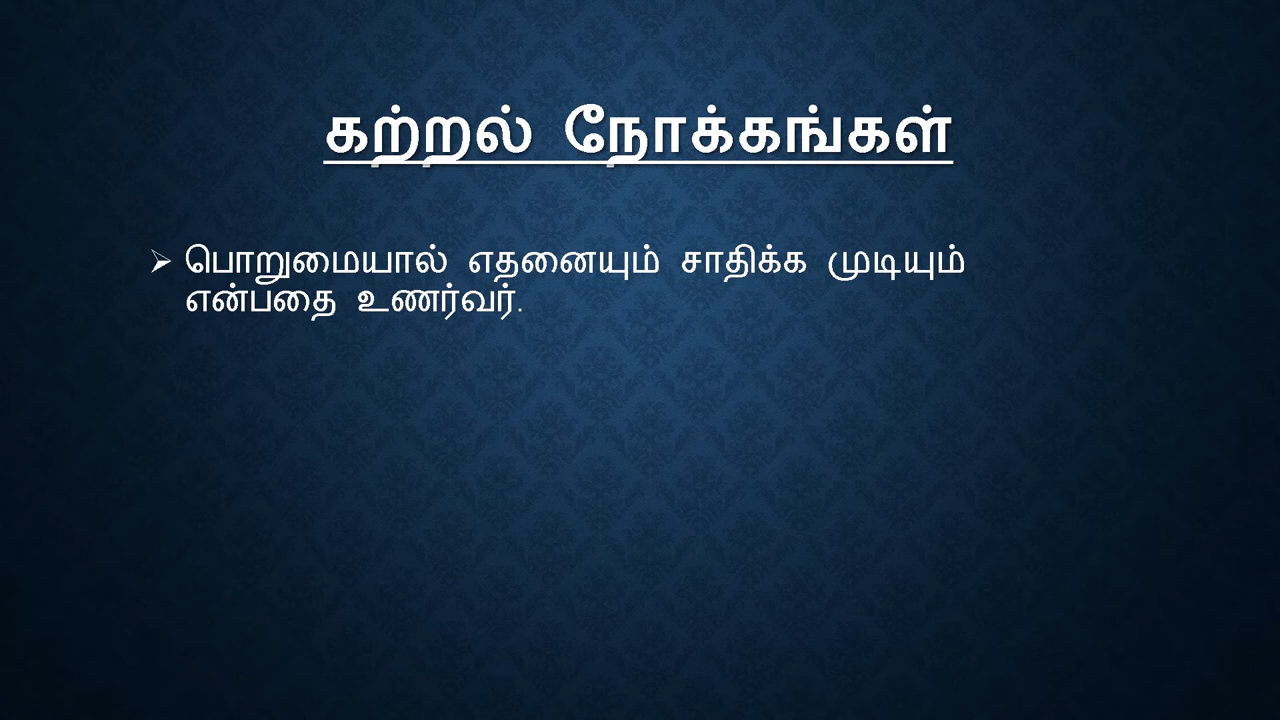 கற்றல் நோக்கங்கள்
➢ பொறுமையால் எதனையும் சாதிக்க முடியும்
என்பதை உணர்வர்.